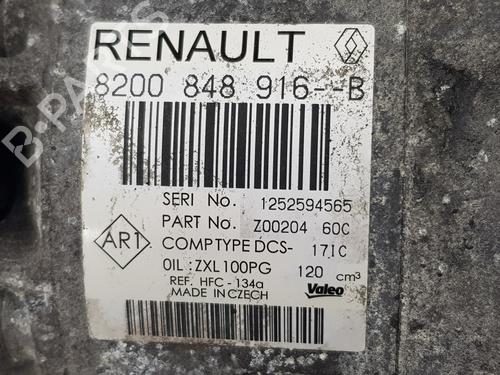 RENAULT
8200 848 916--B
SERI No. 1252594565
PART No. Z00204 60C
AR1
COMPTYPE DCS- 171C
OIL : ZXL100PG 120 cm³
REF. HFC - 134a
MADE IN CZECH
Valeo
B-PARTS